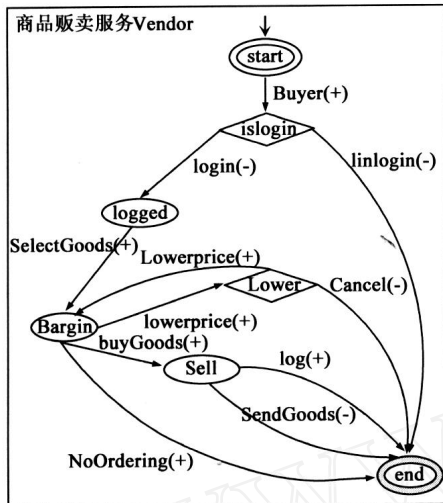 商品贩卖服务Vendor
start
Buyer(+)
islogin
login(-)
linlogin(-)
logged
SelectGoods(+)
Lowerprice(+)
Lower
Cancel(-)
Bargin
lowerprice(+)
buyGoods(+)
Sell
log(+)
SendGoods(-)
NoOrdering(+)
end